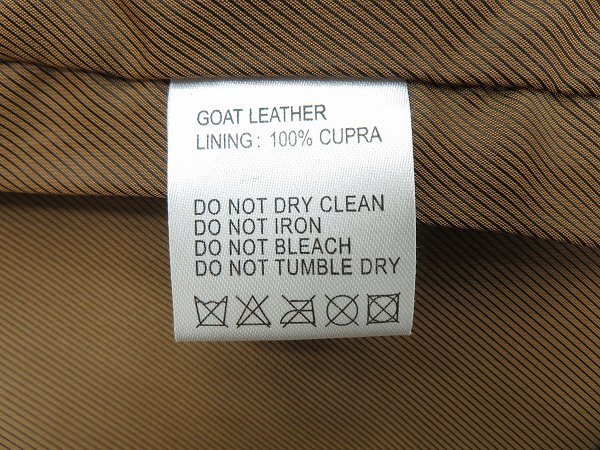 GOAT LEATHER
LINING: 100% CUPRA
DO NOT DRY CLEAN
DO NOT IRON
DO NOT BLEACH
DO NOT TUMBLE DRY